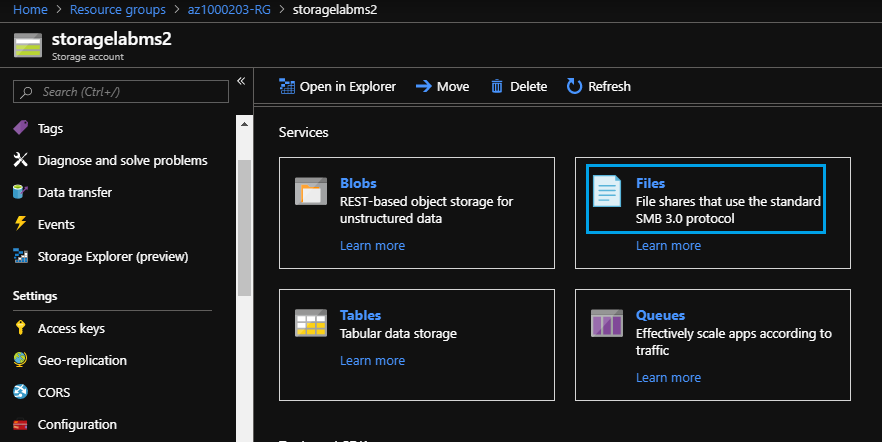 Home > Resource groups > az1000203-RG > storagelabms2
storagelabms2
Storage account
Search (Ctrl+/)
«
Tags
Diagnose and solve problems
Data transfer
Events
Storage Explorer (preview)
Settings
Access keys
Geo-replication
CORS
Configuration
Open in Explorer
Move
Delete
Refresh
Services
Blobs
REST-based object storage for
unstructured data
Learn more
Files
File shares that use the standard
SMB 3.0 protocol
Learn more
Tables
Tabular data storage
Learn more
Queues
Effectively scale apps according to
traffic
Learn more